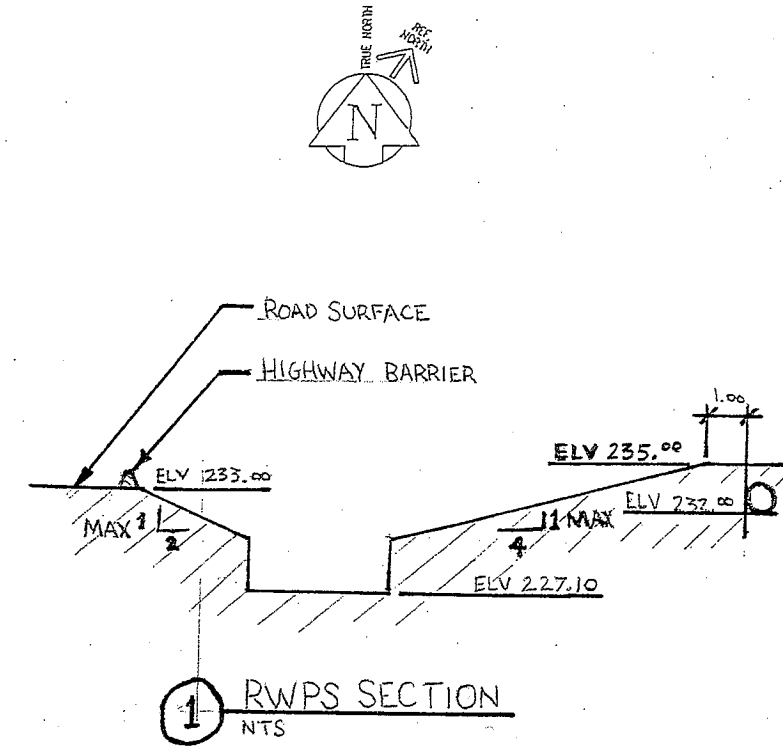 TRUE NORTH
REF.
NORTH
N
ROAD SURFACE
HIGHWAY BARRIER
1.00
ELV 235.00
ELV 233.00
ELV 232.00
MAX 1
2
1 MAX
4
ELV 227.10
1 RWPS SECTION
NTS